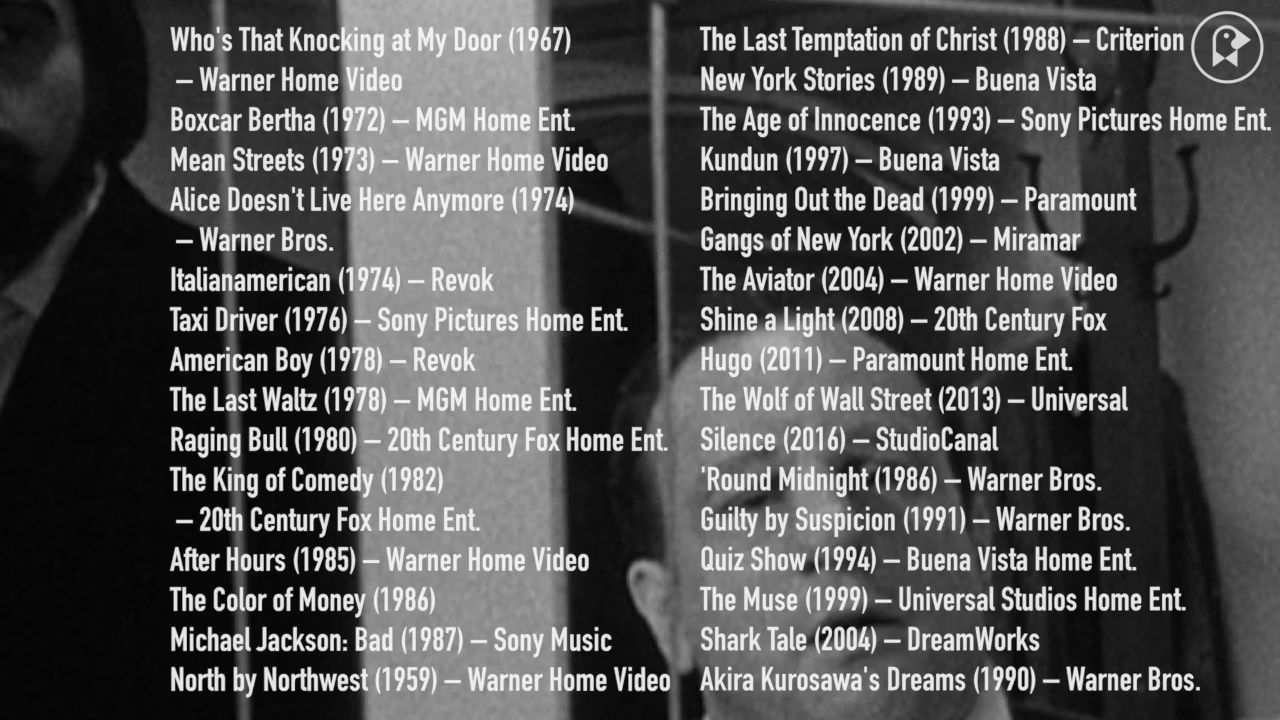 Who's That Knocking at My Door (1967)
– Warner Home Video
Boxcar Bertha (1972) – MGM Home Ent.
Mean Streets (1973) – Warner Home Video
Alice Doesn't Live Here Anymore (1974)
– Warner Bros.
Italianamerican (1974) – Revok
Taxi Driver (1976) – Sony Pictures Home Ent.
American Boy (1978) – Revok
The Last Waltz (1978) – MGM Home Ent.
Raging Bull (1980) – 20th Century Fox Home Ent.
The King of Comedy (1982)
– 20th Century Fox Home Ent.
After Hours (1985) – Warner Home Video
The Color of Money (1986)
Michael Jackson: Bad (1987) – Sony Music
North by Northwest (1959) – Warner Home Video
The Last Temptation of Christ (1988) – Criterion
New York Stories (1989) – Buena Vista
The Age of Innocence (1993) – Sony Pictures Home Ent.
Kundun (1997) – Buena Vista
Bringing Out the Dead (1999) – Paramount
Gangs of New York (2002) – Miramar
The Aviator (2004) – Warner Home Video
Shine a Light (2008) – 20th Century Fox
Hugo (2011) – Paramount Home Ent.
The Wolf of Wall Street (2013) – Universal
Silence (2016) – StudioCanal
'Round Midnight (1986) – Warner Bros.
Guilty by Suspicion (1991) – Warner Bros.
Quiz Show (1994) – Buena Vista Home Ent.
The Muse (1999) – Universal Studios Home Ent.
Shark Tale (2004) – DreamWorks
Akira Kurosawa's Dreams (1990) – Warner Bros.